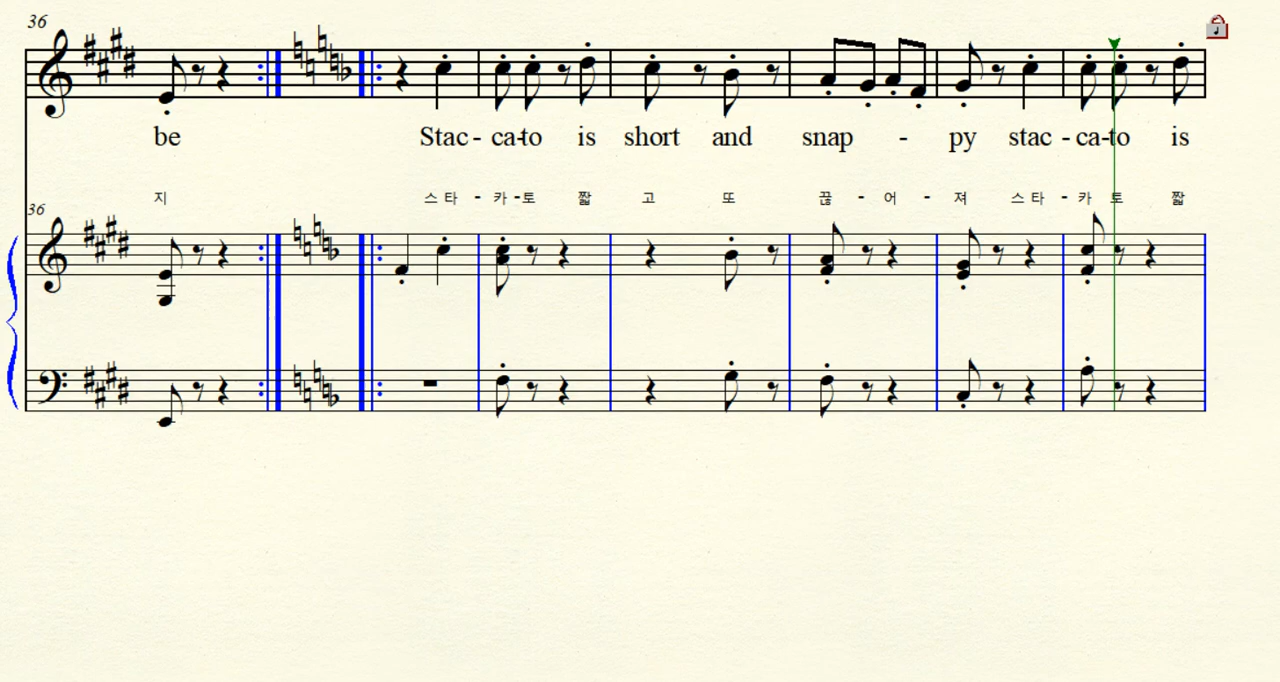 36
be Stac - ca-to is short and snap - py stac - ca-to is
지 스 타 - 카 - 토 짧 고 또 끊 - 어 - 져 스 타 - 카 토 짧
36